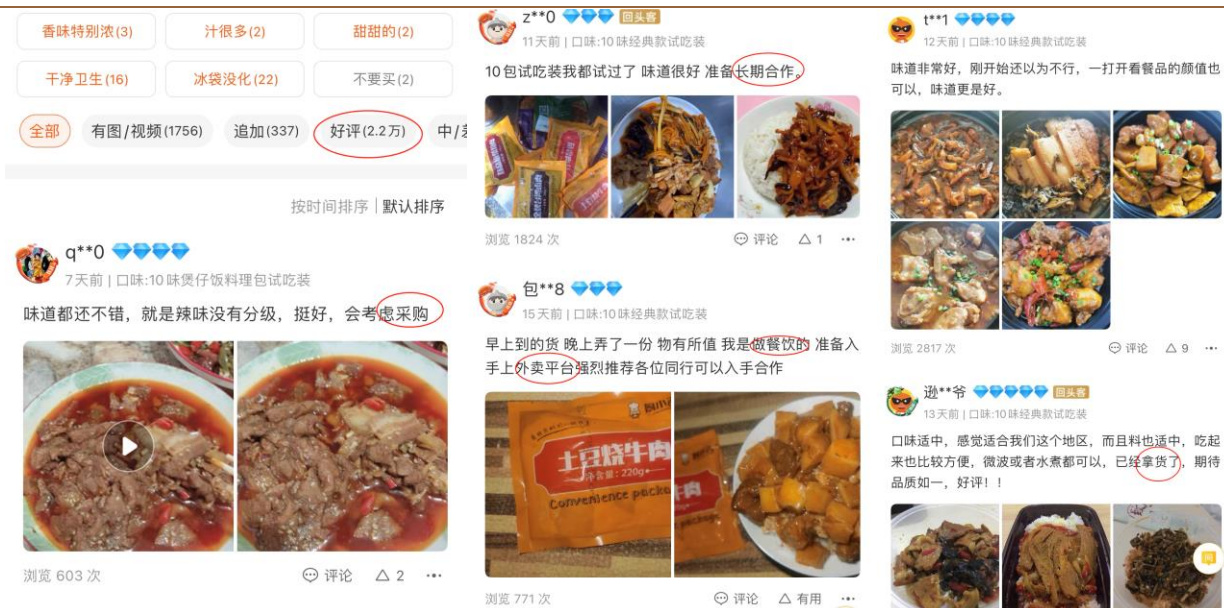 香味特别浓(3)
汁很多(2)
甜甜的(2)
干净卫生(16)
冰袋没化(22)
不要买(2)
全部
有图/视频(1756)
追加(337)
好评(2.2万)
中/
按时间排序|默认排序
q**0
7天前 | 口味:10味煲仔饭料理包试吃装
味道都还不错，就是辣味没有分级，挺好，会考虑采购
浏览 603 次
评论
2
z**0 回头客
11天前 | 口味:10味经典款试吃装
10包试吃装我都试过了 味道很好 准备长期合作。
浏览 1824 次
评论
1
包**8
15天前 | 口味:10味经典款试吃装
早上到的货 晚上弄了一份 物有所值 我是做餐饮的 准备入
手上外卖平台强烈推荐各位同行可以入手合作
土豆烧牛肉
净含量：220g
Convenience package
浏览 771 次
评论
有用
t**1
12天前 | 口味:10味经典款试吃装
味道非常好，刚开始还以为不行，一打开看餐品的颜值也
可以，味道更是好。
浏览 2817 次
评论
9
逊**爷 回头客
13天前 | 口味:10味经典款试吃装
口味适中，感觉适合我们这个地区，而且料也适中，吃起
来也比较方便，微波或者水煮都可以，已经拿货了，期待
品质如一，好评！！